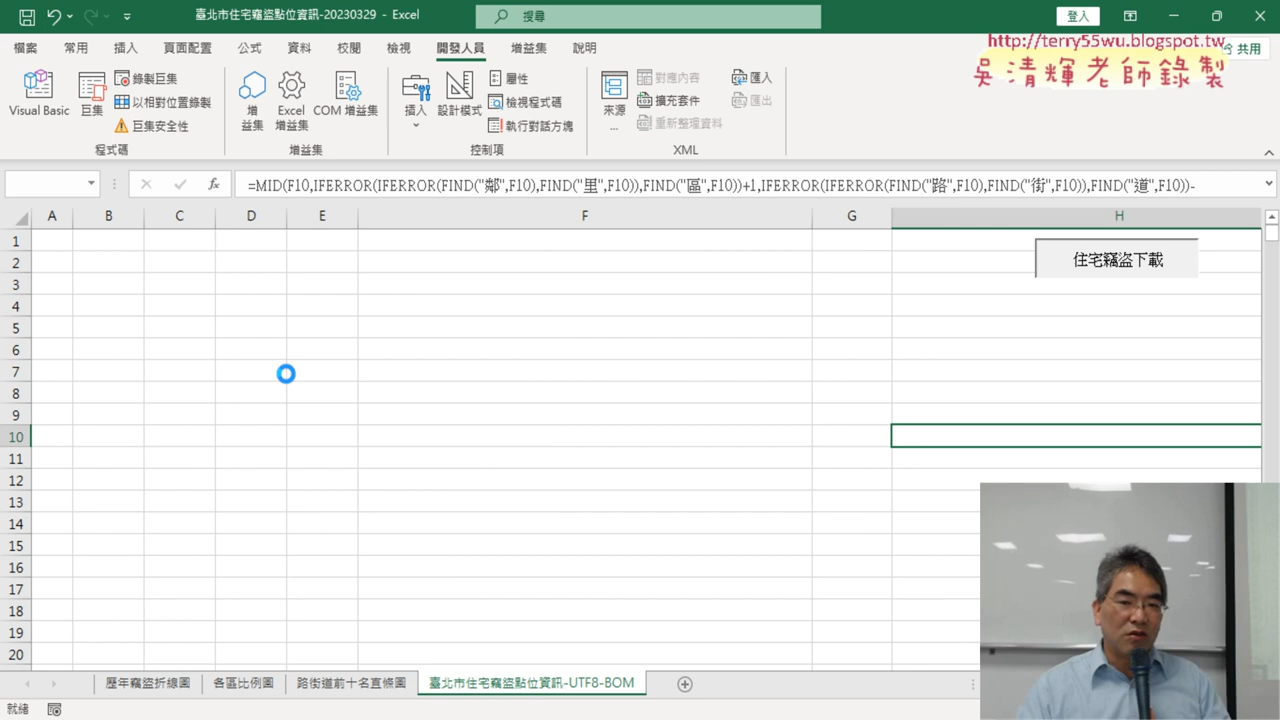 臺北市住宅竊盜點位資訊-20230329 - Excel
搜尋
登入
檔案 常用 插入 頁面配置 公式 資料 校閱 檢視 開發人員 增益集 說明
http://terry55wu.blogspot.tw
共用
吳清輝老師錄製
Visual Basic
巨集
錄製巨集
以相對位置錄製
巨集安全性
程式碼
增益集
Excel 增益集
COM 增益集
增益集
插入
設計模式
屬性
檢視程式碼
執行對話方塊
控制項
來源
...
對應內容
擴充套件
重新整理資料
匯入
匯出
XML
fx
=MID(F10,IFERROR(IFERROR(FIND("鄰",F10),FIND("里",F10)),FIND("區",F10))+1,IFERROR(IFERROR(FIND("路",F10),FIND("街",F10)),FIND("道",F10))-
A B C D E F G H
1
住宅竊盜下載
2
3
4
5
6
7
8
9
10
11
12
13
14
15
16
17
18
19
20
歷年竊盜折線圖 各區比例圖 路街道前十名直條圖 臺北市住宅竊盜點位資訊-UTF8-BOM
就緒